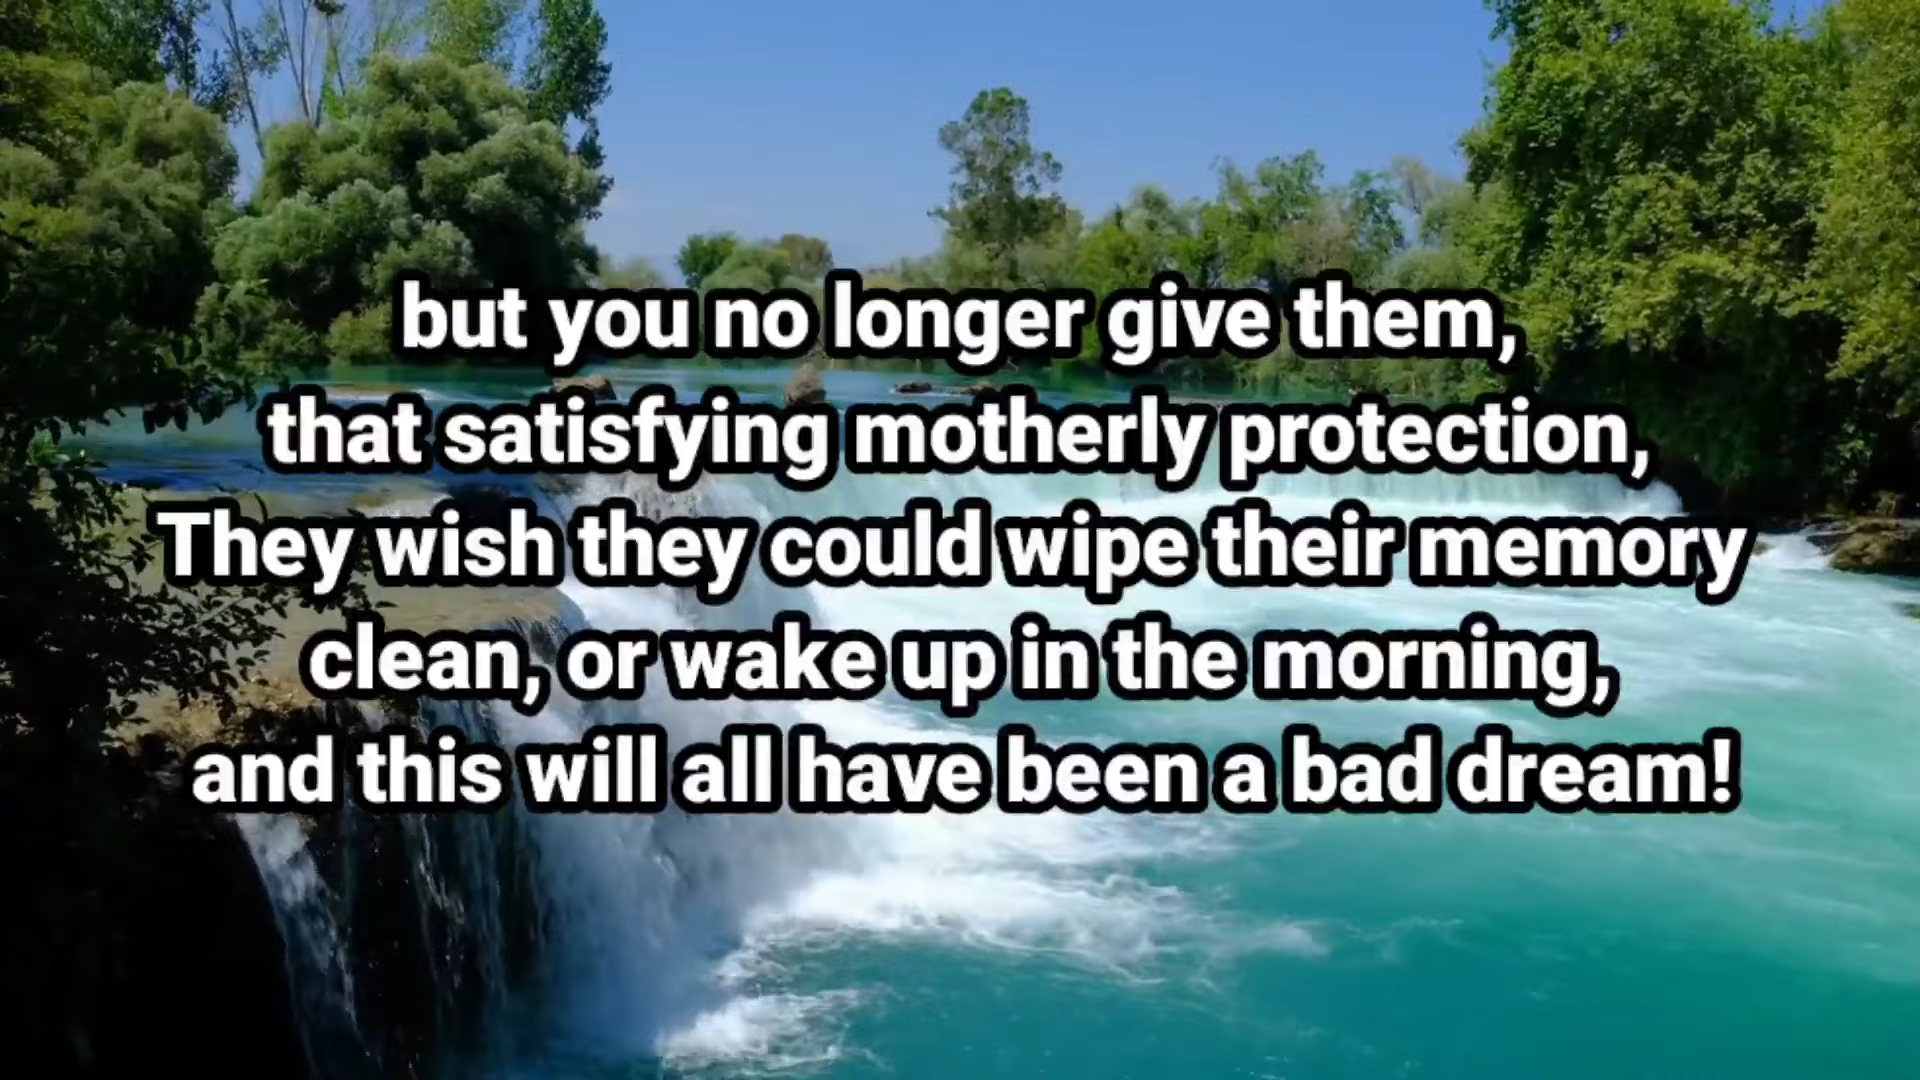 but you no longer give them,
that satisfying motherly protection,
They wish they could wipe their memory
clean, or wake up in the morning,
and this will all have been a bad dream!